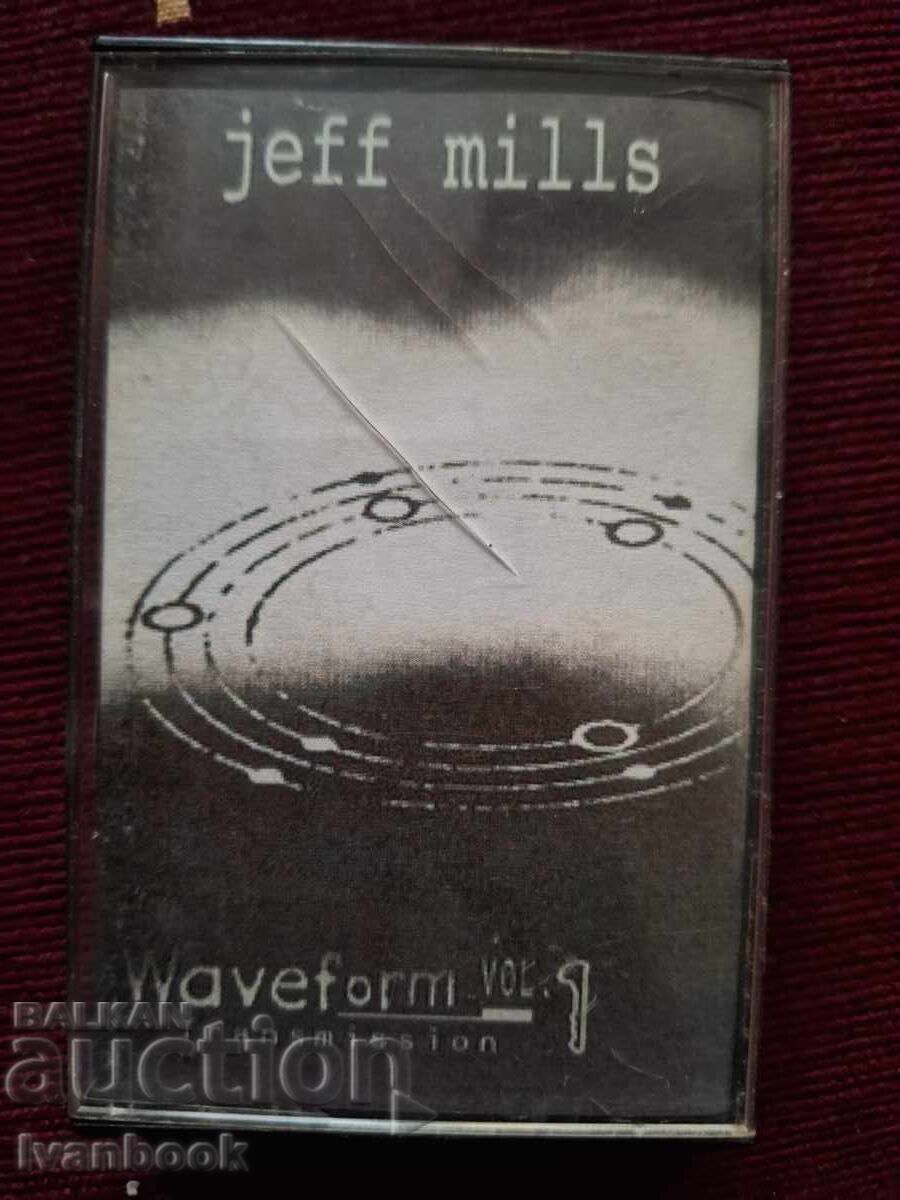 jeff mills
Waveform VOL. 1
transmission
BALKAN
auction
Ivanbook